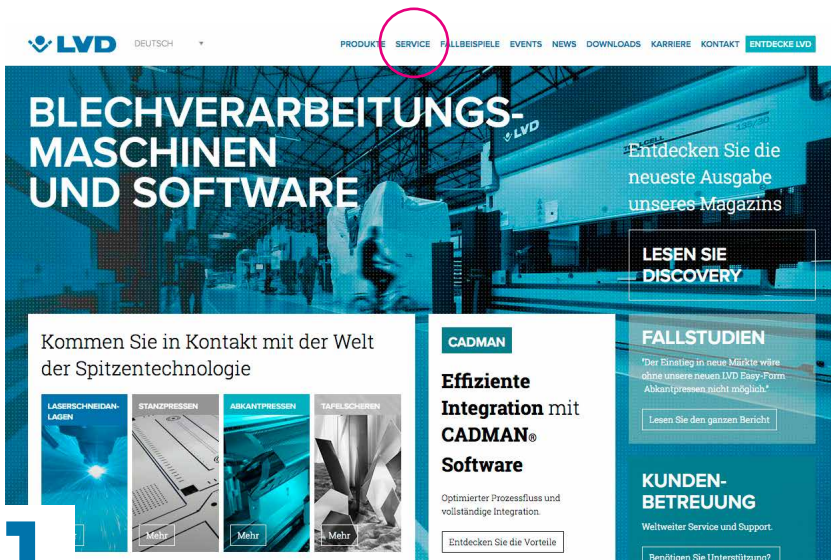 LVD
DEUTSCH
PRODUKTE SERVICE FALLBEISPIELE EVENTS NEWS DOWNLOADS KARRIERE KONTAKT ENTDECKE LVD
BLECHVERARBEITUNGS-
MASCHINEN
UND SOFTWARE
LVD
Entdecken Sie die
neueste Ausgabe
unseres Magazins
LESEN SIE
DISCOVERY
Kommen Sie in Kontakt mit der Welt
der Spitzentechnologie
LASERSCHNEIDAN-
LAGEN
STANZPRESSEN
Mehr
ABKANTPRESSEN
Mehr
TAFELSCHEREN
Mehr
CADMAN
Effiziente
Integration mit
CADMAN®
Software
Optimierter Prozessfluss und
vollständige Integration.
Entdecken Sie die Vorteile
FALLSTUDIEN
"Der Einstieg in neue Märkte wäre
ohne unsere neuen LVD Easy-Form
Abkantpressen nicht möglich."
Lesen Sie den ganzen Bericht
KUNDEN-
BETREUUNG
Weltweiter Service und Support.
Benötigen Sie Unterstützung?
1